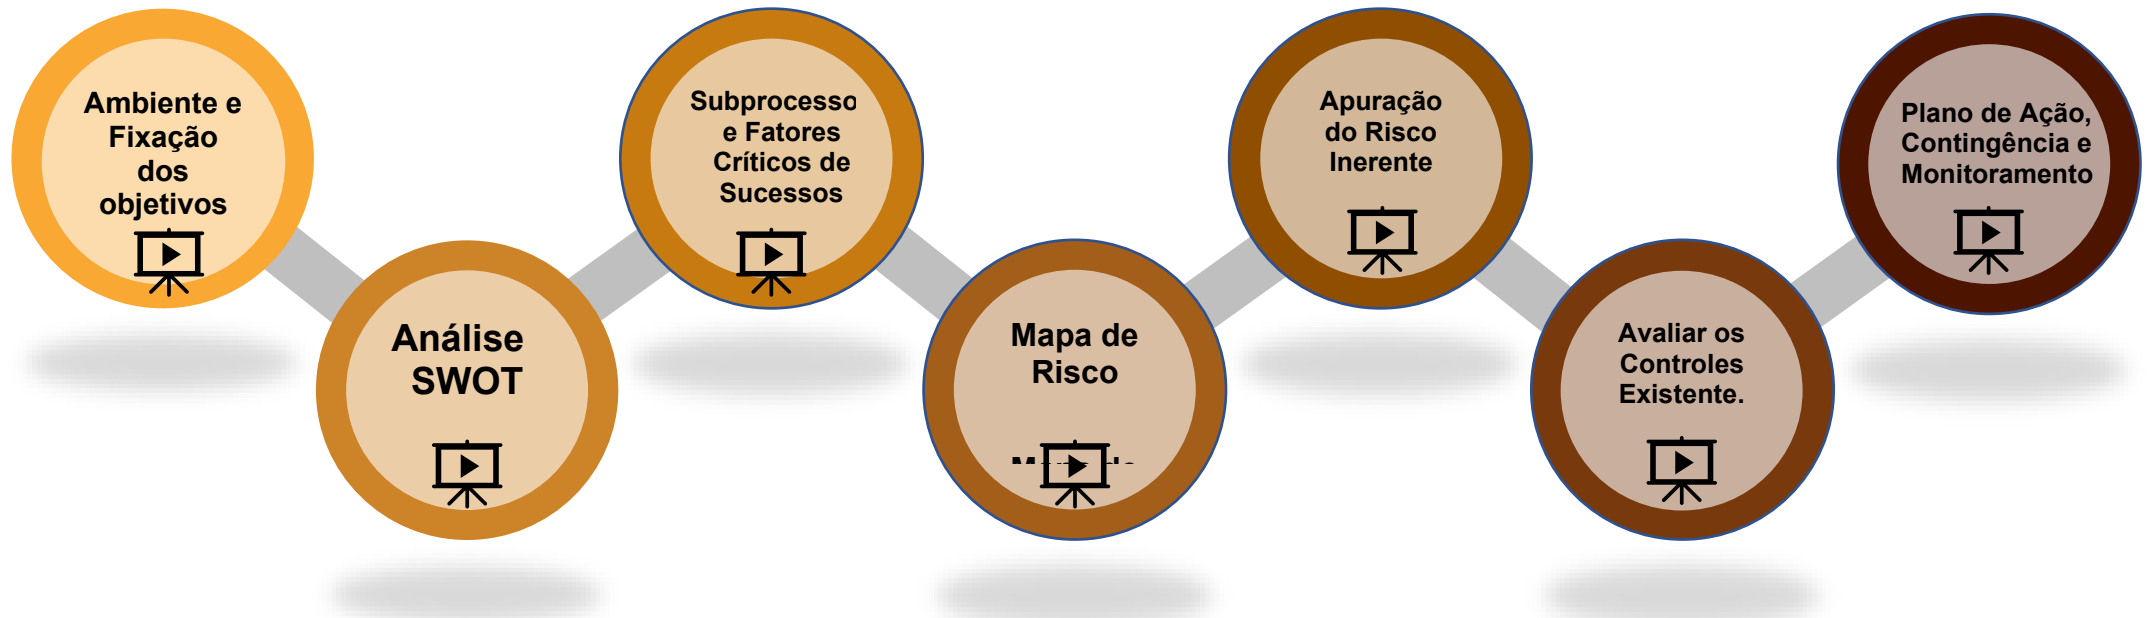 Ambiente e
Fixação
dos
objetivos
Análise
SWOT
Subprocesso
e Fatores
Críticos de
Sucessos
Mapa de
Risco
Apuração
do Risco
Inerente
Avaliar os
Controles
Existente.
Plano de Ação,
Contingência e
Monitoramento